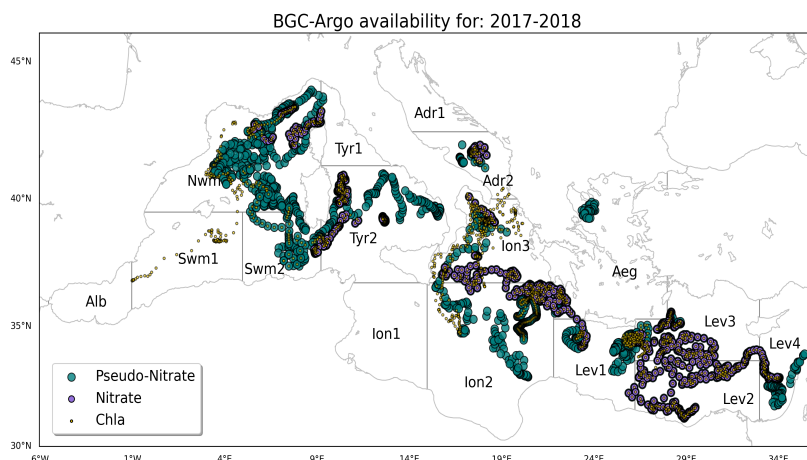 BGC-Argo availability for: 2017-2018
45°N
40°N
35°N
30°N
Adr1
Tyr1
Adr2
Nwm
Tyr2
Ion3
Swm1
Swm2
Aeg
Alb
Ion1
Lev3
Lev4
Lev1
Ion2
Lev2
Pseudo-Nitrate
Nitrate
Chla
6°W
1°W
4°E
9°E
14°E
19°E
24°E
29°E
34°E